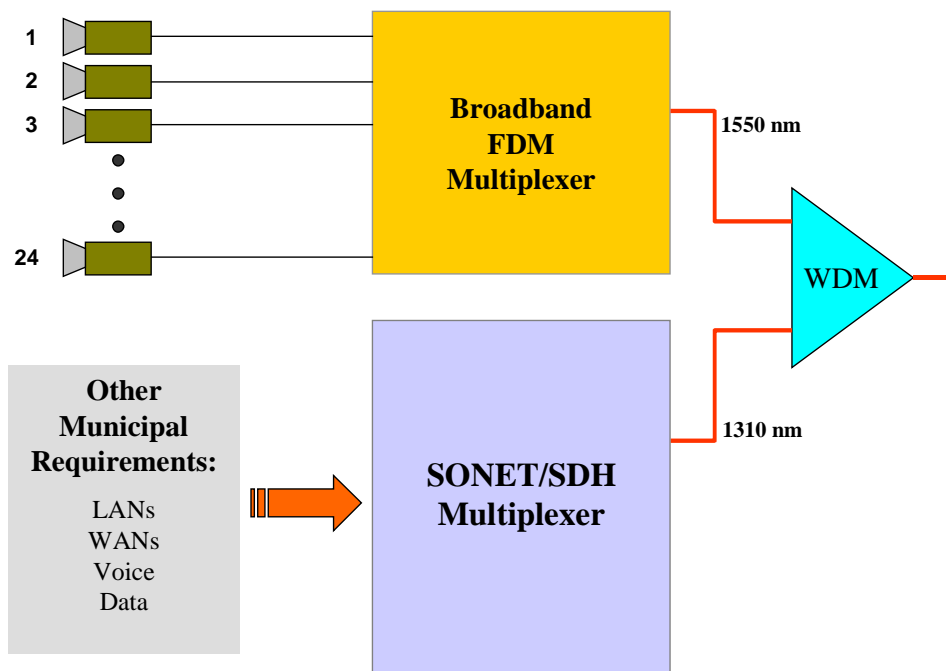 1
2
3
24
Broadband
FDM
Multiplexer
1550 nm
WDM
1310 nm
Other
Municipal
Requirements:
LANs
WANs
Voice
Data
SONET/SDH
Multiplexer